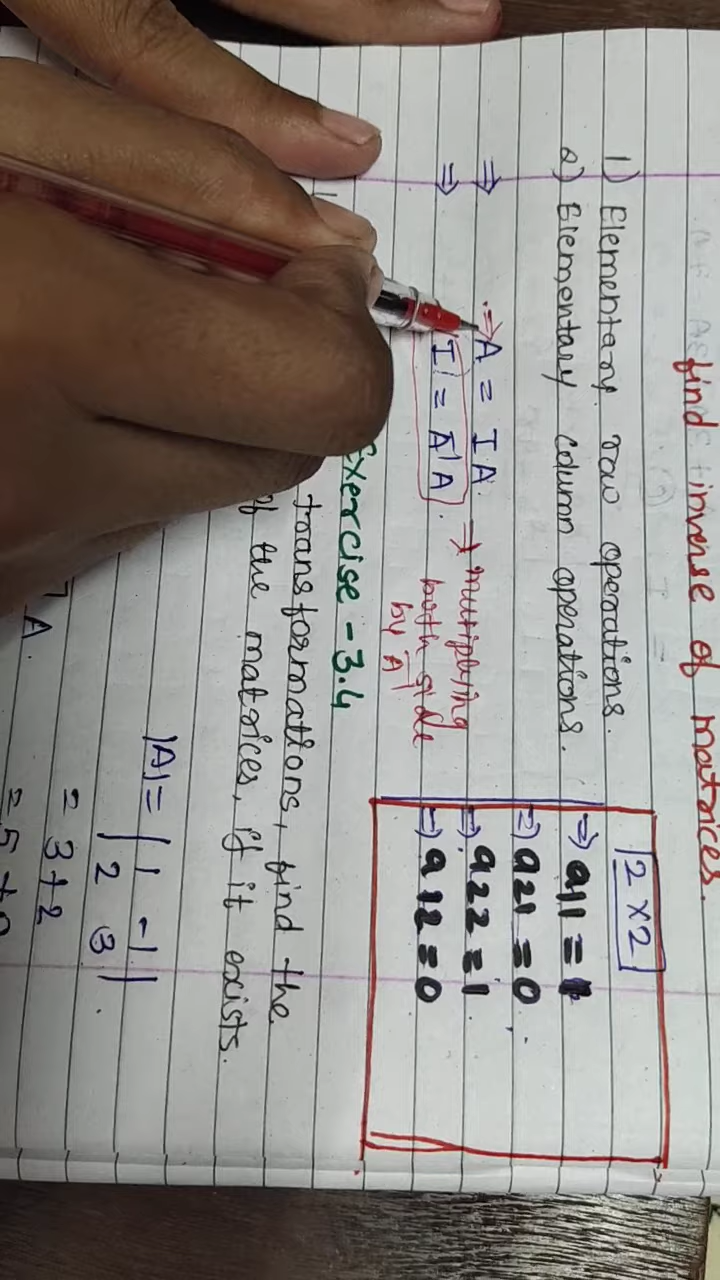 find inverse of matrices.
1) Elementary row operations.
2) Elementary column operations.
⇒ A = IA. → multiplying both side by A⁻¹
⇒ I = A⁻¹A.
2×2
⇒ a11 = 1
⇒ a21 = 0
⇒ a22 = 1
⇒ a12 = 0
Exercise - 3.4
transformations, find the
of the matrices, if it exists.
|A| = | 1 -1 |
| 2 3 |
= 3+2
= 5 ≠ 0
A.